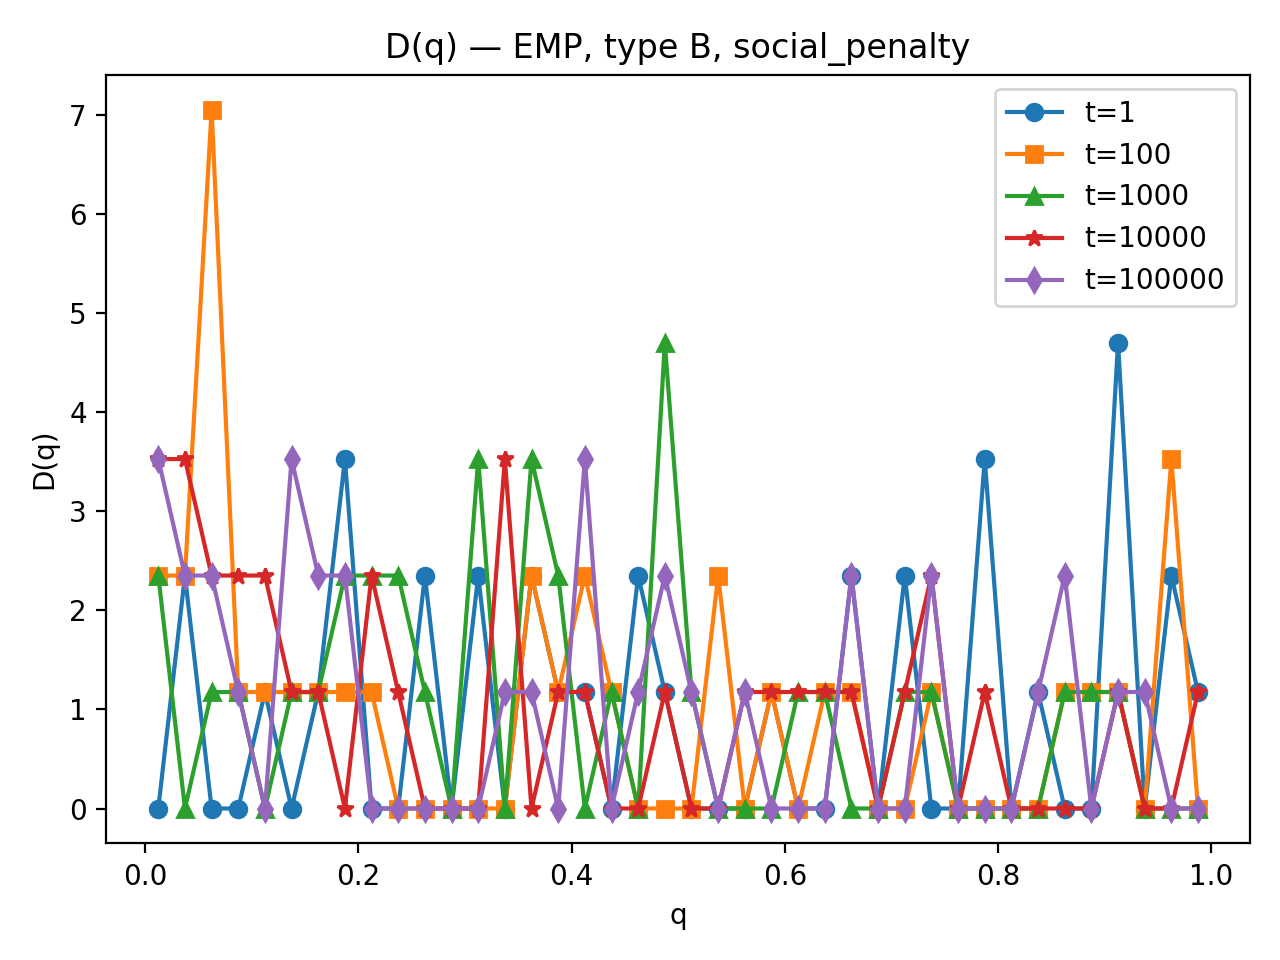 D(q) — EMP, type B, social_penalty
t=1
t=100
t=1000
t=10000
t=100000
7
6
5
4
3
2
1
0
D(q)
0.0 0.2 0.4 0.6 0.8 1.0
q